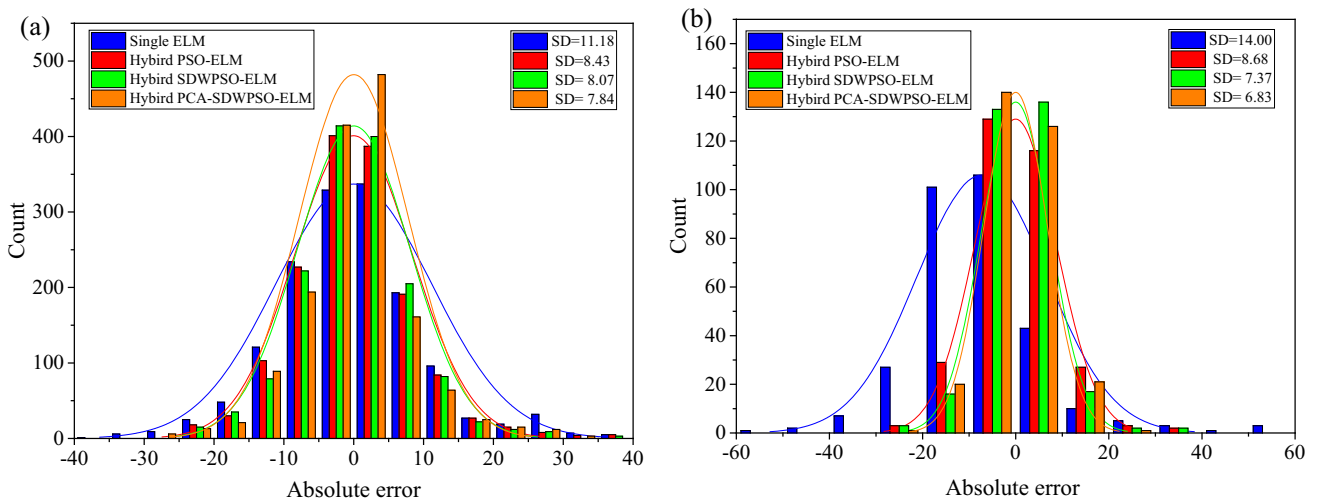 (a)
Single ELM
Hybird PSO-ELM
Hybird SDWPSO-ELM
Hybird PCA-SDWPSO-ELM
SD=11.18
SD=8.43
SD= 8.07
SD= 7.84
500
400
300
200
100
0
Count
-40 -30 -20 -10 0 10 20 30 40
Absolute error
(b)
Single ELM
Hybird PSO-ELM
Hybird SDWPSO-ELM
Hybird PCA-SDWPSO-ELM
SD=14.00
SD=8.68
SD= 7.37
SD= 6.83
160
140
120
100
80
60
40
20
0
Count
-60 -40 -20 0 20 40 60
Absolute error